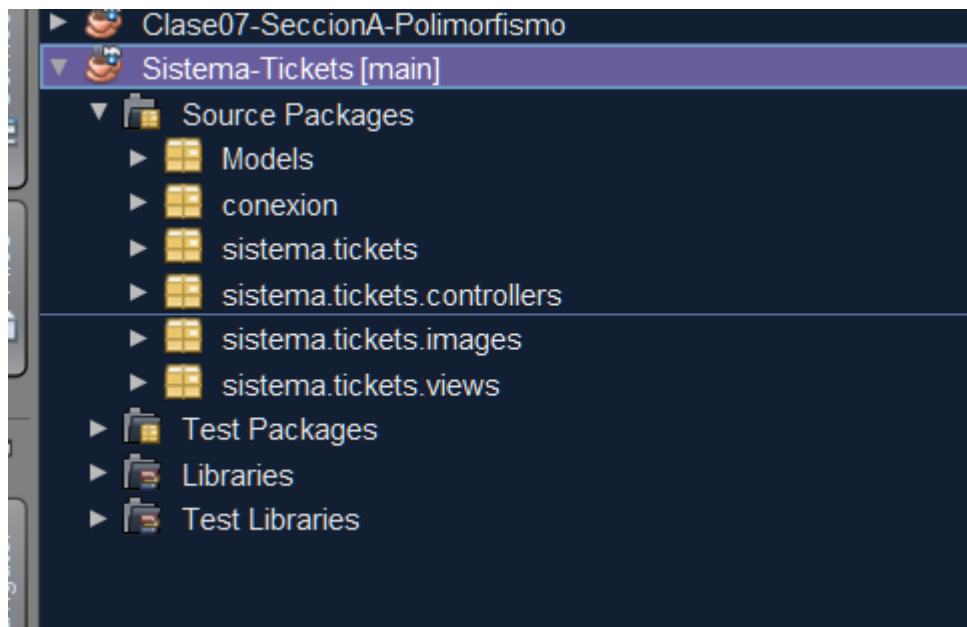 Clase07-SeccionA-Polimorfismo
Sistema-Tickets [main]
Source Packages
Models
conexion
sistema.tickets
sistema.tickets.controllers
sistema.tickets.images
sistema.tickets.views
Test Packages
Libraries
Test Libraries